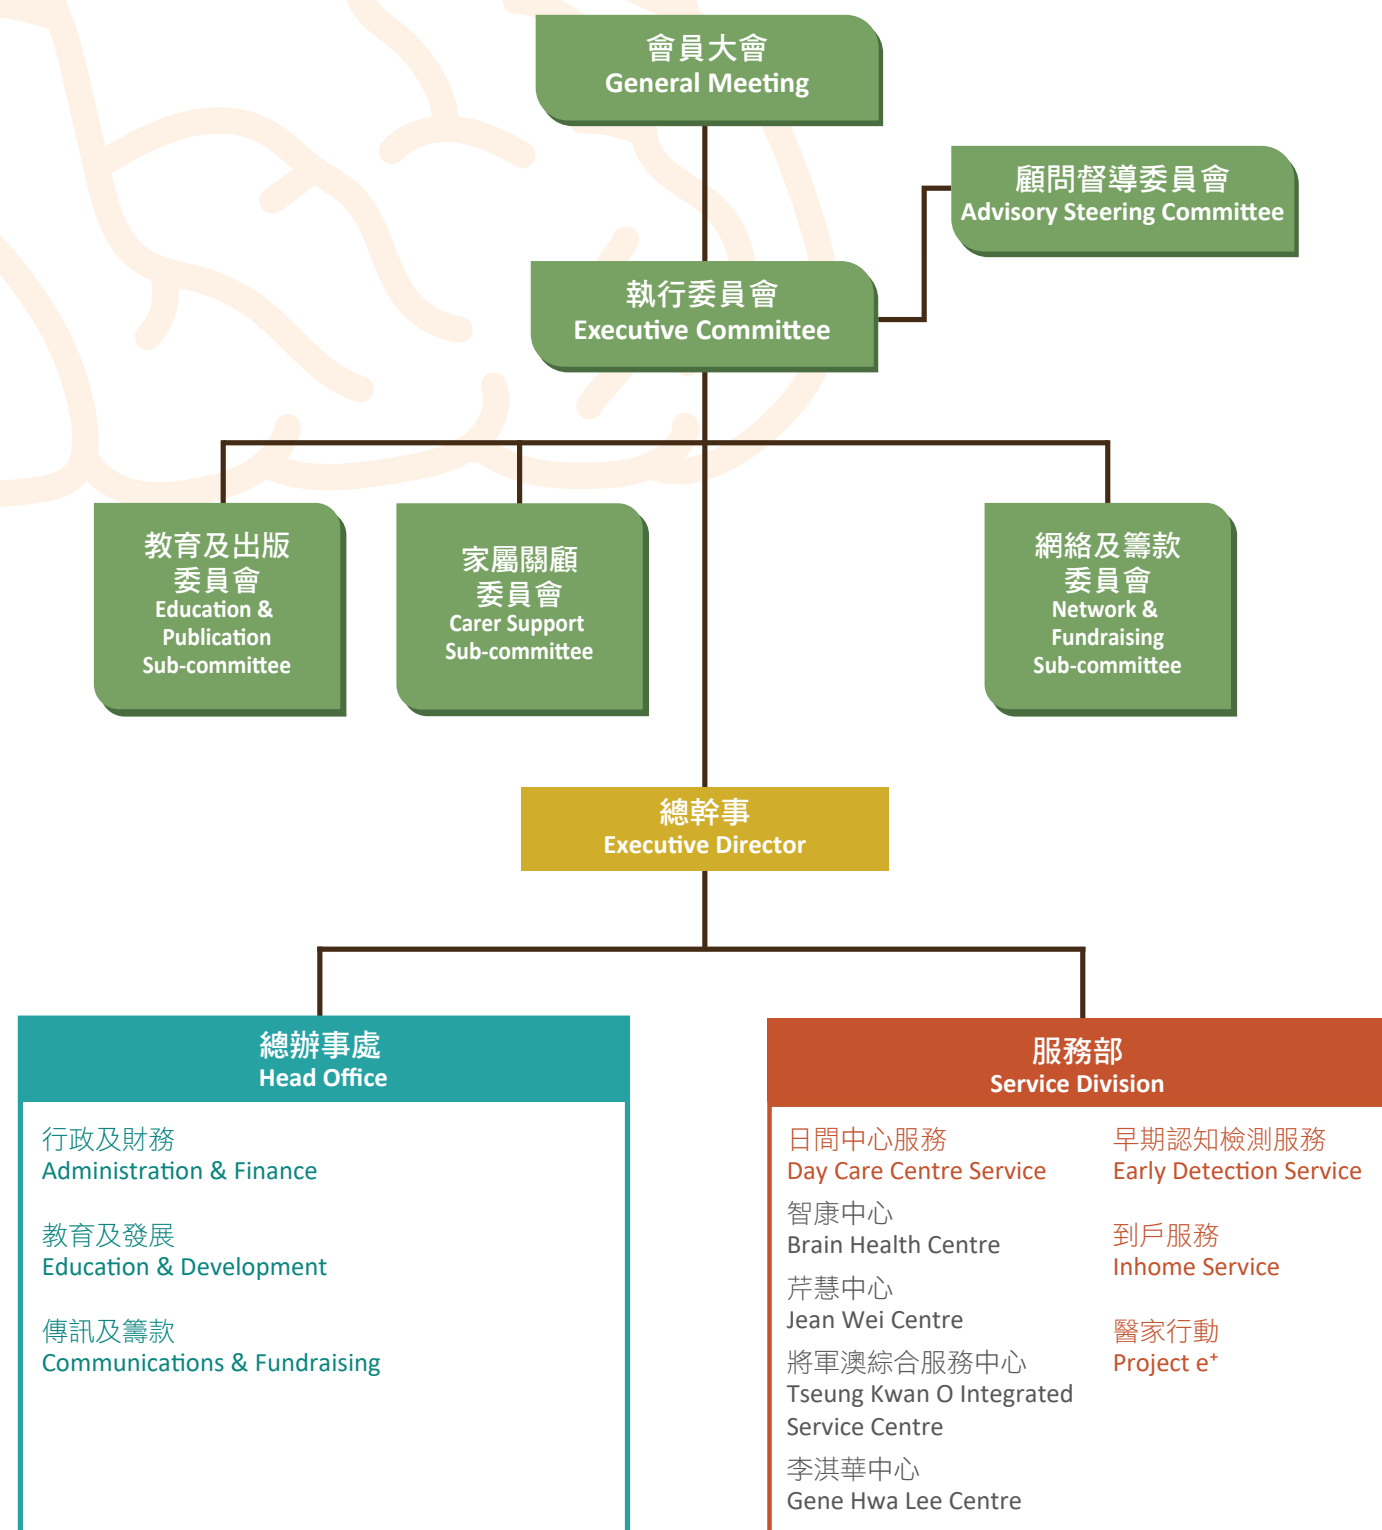 會員大會
General Meeting
顧問督導委員會
Advisory Steering Committee
執行委員會
Executive Committee
教育及出版
委員會
Education &
Publication
Sub-committee
家屬關顧
委員會
Carer Support
Sub-committee
網絡及籌款
委員會
Network &
Fundraising
Sub-committee
總幹事
Executive Director
總辦事處
Head Office
行政及財務
Administration & Finance
教育及發展
Education & Development
傳訊及籌款
Communications & Fundraising
服務部
Service Division
日間中心服務
Day Care Centre Service
智康中心
Brain Health Centre
芹慧中心
Jean Wei Centre
將軍澳綜合服務中心
Tseung Kwan O Integrated
Service Centre
李淇華中心
Gene Hwa Lee Centre
早期認知檢測服務
Early Detection Service
到戶服務
Inhome Service
醫家行動
Project e⁺